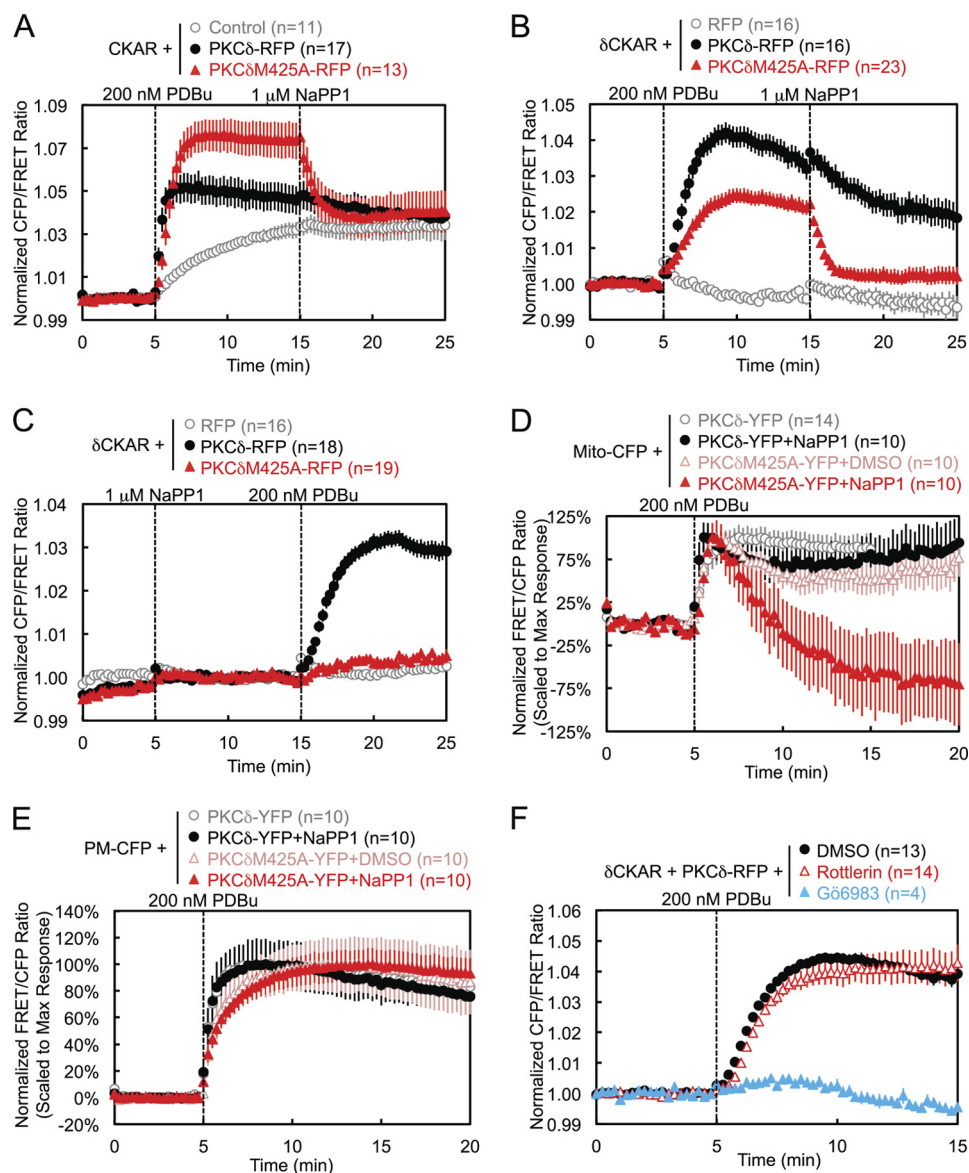 A
CKAR +
Control (n=11)
PKCδ-RFP (n=17)
PKCδM425A-RFP (n=13)
200 nM PDBu
1 μM NaPP1
Normalized CFP/FRET Ratio
1.09
1.07
1.05
1.03
1.01
0.99
0 5 10 15 20 25
Time (min)
B
δCKAR +
RFP (n=16)
PKCδ-RFP (n=16)
PKCδM425A-RFP (n=23)
200 nM PDBu
1 μM NaPP1
Normalized CFP/FRET Ratio
1.05
1.04
1.03
1.02
1.01
1.00
0.99
0 5 10 15 20 25
Time (min)
C
δCKAR +
RFP (n=16)
PKCδ-RFP (n=18)
PKCδM425A-RFP (n=19)
1 μM NaPP1
200 nM PDBu
Normalized CFP/FRET Ratio
1.04
1.03
1.02
1.01
1.00
0.99
0 5 10 15 20 25
Time (min)
D
Mito-CFP +
PKCδ-YFP (n=14)
PKCδ-YFP+NaPP1 (n=10)
PKCδM425A-YFP+DMSO (n=10)
PKCδM425A-YFP+NaPP1 (n=10)
200 nM PDBu
Normalized FRET/CFP Ratio
(Scaled to Max Response)
125%
75%
25%
-25%
-75%
-125%
0 5 10 15 20
Time (min)
E
PM-CFP +
PKCδ-YFP (n=10)
PKCδ-YFP+NaPP1 (n=10)
PKCδM425A-YFP+DMSO (n=10)
PKCδM425A-YFP+NaPP1 (n=10)
200 nM PDBu
Normalized FRET/CFP Ratio
(Scaled to Max Response)
140%
120%
100%
80%
60%
40%
20%
0%
-20%
0 5 10 15 20
Time (min)
F
δCKAR + PKCδ-RFP +
DMSO (n=13)
Rottlerin (n=14)
Gö6983 (n=4)
200 nM PDBu
Normalized CFP/FRET Ratio
1.06
1.05
1.04
1.03
1.02
1.01
1.00
0.99
0 5 10 15
Time (min)